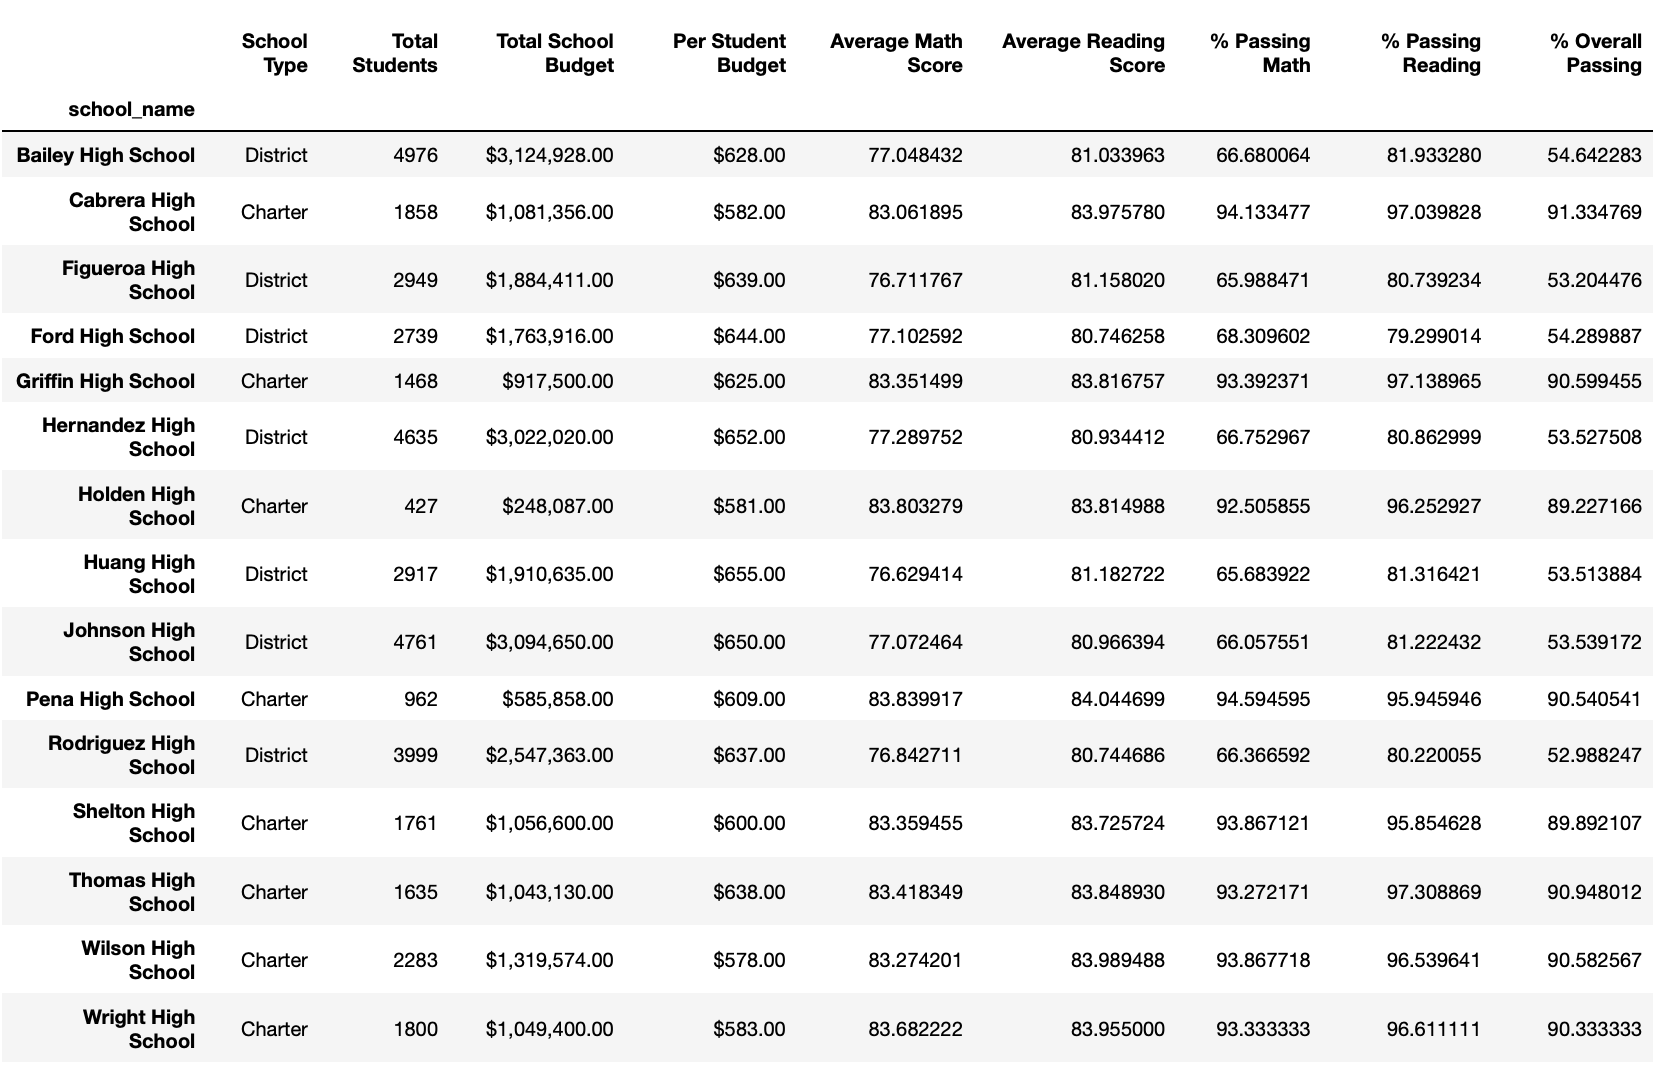 School Type Total Students Total School Budget Per Student Budget Average Math Score Average Reading Score % Passing Math % Passing Reading % Overall Passing
school_name
Bailey High School District 4976 $3,124,928.00 $628.00 77.048432 81.033963 66.680064 81.933280 54.642283
Cabrera High School Charter 1858 $1,081,356.00 $582.00 83.061895 83.975780 94.133477 97.039828 91.334769
Figueroa High School District 2949 $1,884,411.00 $639.00 76.711767 81.158020 65.988471 80.739234 53.204476
Ford High School District 2739 $1,763,916.00 $644.00 77.102592 80.746258 68.309602 79.299014 54.289887
Griffin High School Charter 1468 $917,500.00 $625.00 83.351499 83.816757 93.392371 97.138965 90.599455
Hernandez High School District 4635 $3,022,020.00 $652.00 77.289752 80.934412 66.752967 80.862999 53.527508
Holden High School Charter 427 $248,087.00 $581.00 83.803279 83.814988 92.505855 96.252927 89.227166
Huang High School District 2917 $1,910,635.00 $655.00 76.629414 81.182722 65.683922 81.316421 53.513884
Johnson High School District 4761 $3,094,650.00 $650.00 77.072464 80.966394 66.057551 81.222432 53.539172
Pena High School Charter 962 $585,858.00 $609.00 83.839917 84.044699 94.594595 95.945946 90.540541
Rodriguez High School District 3999 $2,547,363.00 $637.00 76.842711 80.744686 66.366592 80.220055 52.988247
Shelton High School Charter 1761 $1,056,600.00 $600.00 83.359455 83.725724 93.867121 95.854628 89.892107
Thomas High School Charter 1635 $1,043,130.00 $638.00 83.418349 83.848930 93.272171 97.308869 90.948012
Wilson High School Charter 2283 $1,319,574.00 $578.00 83.274201 83.989488 93.867718 96.539641 90.582567
Wright High School Charter 1800 $1,049,400.00 $583.00 83.682222 83.955000 93.333333 96.611111 90.333333